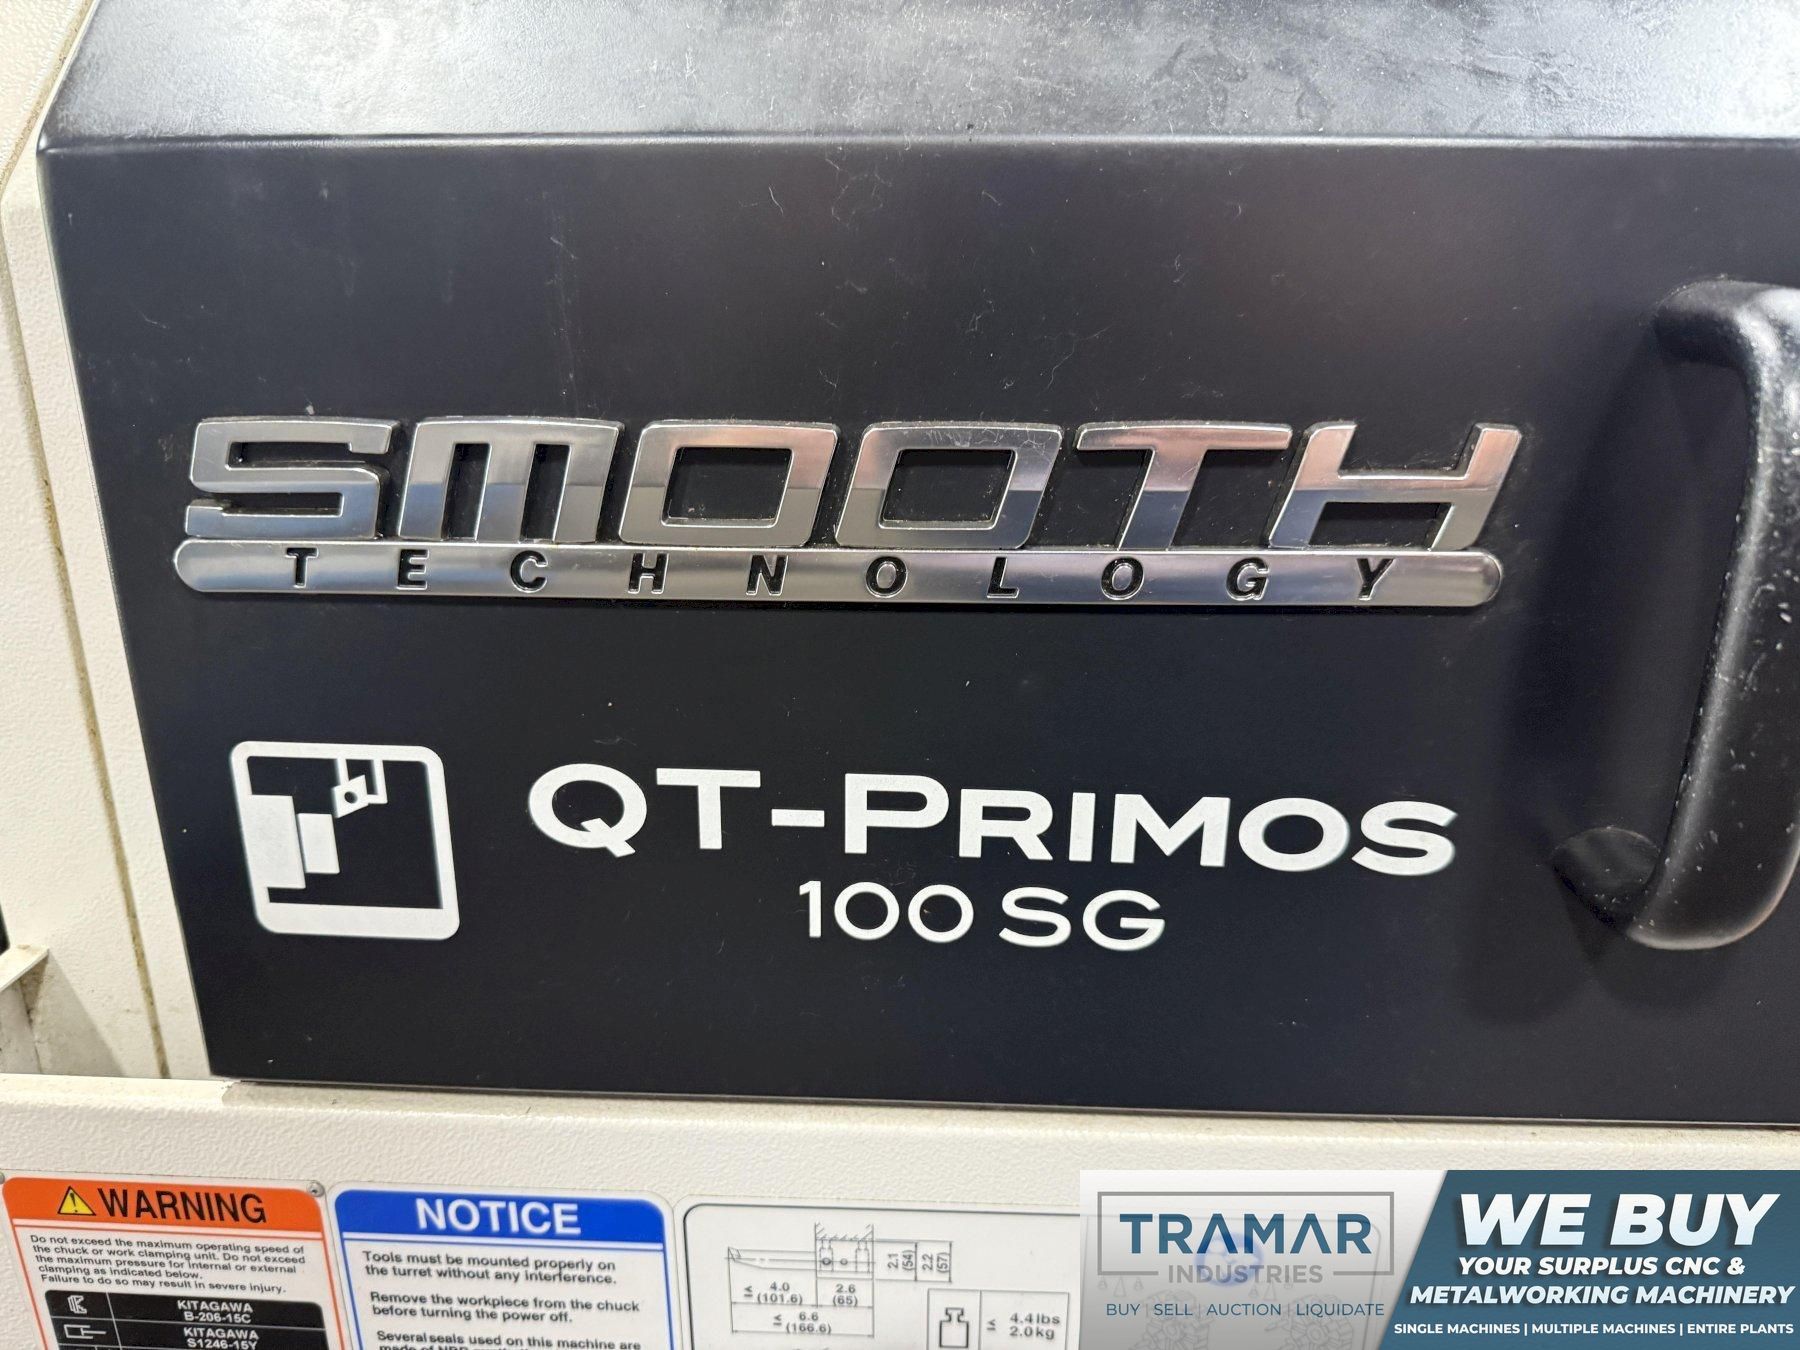 SMOOTH
TECHNOLOGY
QT-PRIMOS
100 SG
WARNING
Do not exceed the maximum operating speed of
the chuck or work clamping unit. Do not exceed
the maximum pressure for internal or external
clamping as indicated below.
Failure to do so may result in severe injury.
KITAGAWA
B-206-15C
KITAGAWA
S1246-15Y
NOTICE
Tools must be mounted properly on
the turret without any interference.
Remove the workpiece from the chuck
before turning the power off.
Several seals used on this machine are
≤ 4.0
(101.6)
2.6
(65)
≤ 6.6
(166.6)
2.1
(54)
2.2
(57)
≤ 4.4lbs
2.0kg
TRAMAR
INDUSTRIES
BUY | SELL | AUCTION | LIQUIDATE
WE BUY
YOUR SURPLUS CNC &
METALWORKING MACHINERY
SINGLE MACHINES | MULTIPLE MACHINES | ENTIRE PLANTS